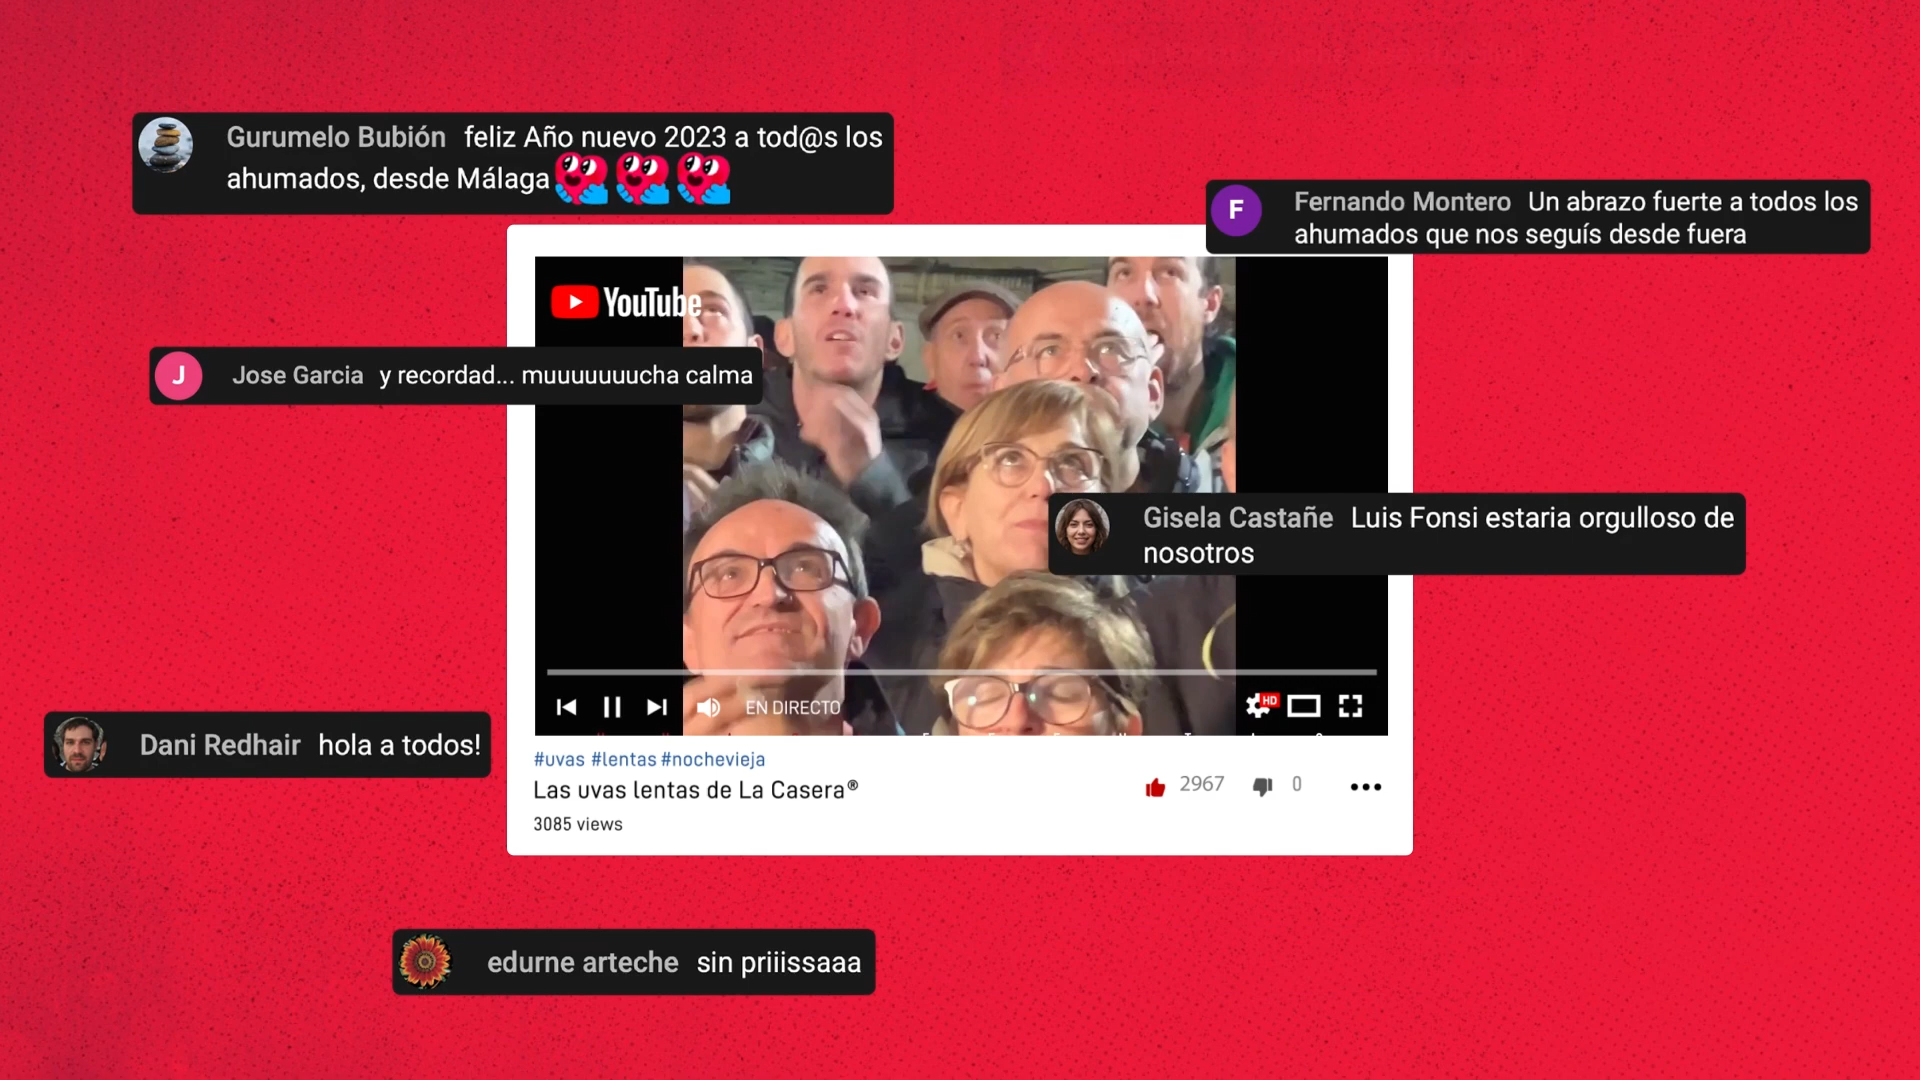 Gurumelo Bubión feliz Año nuevo 2023 a tod@s los
ahumados, desde Málaga
F
Fernando Montero Un abrazo fuerte a todos los
ahumados que nos seguís desde fuera
YouTube
J
Jose Garcia y recordad... muuuuuuucha calma
Gisela Castañe Luis Fonsi estaria orgulloso de
nosotros
EN DIRECTO
HD
Dani Redhair hola a todos!
#uvas #lentas #nochevieja
Las uvas lentas de La Casera®
2967
0
3085 views
edurne arteche sin priiissaaa